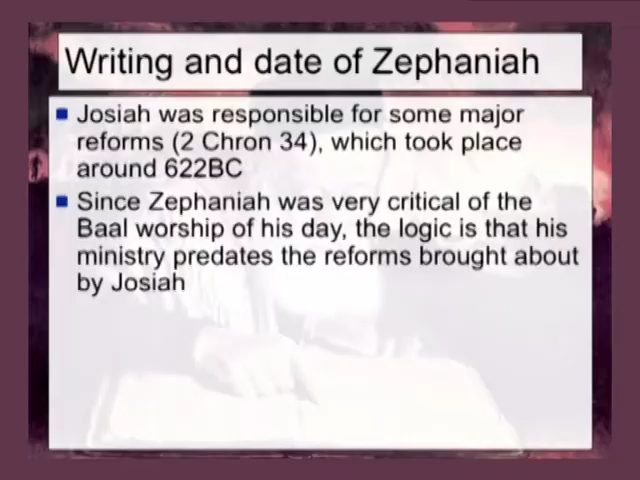 Writing and date of Zephaniah
Josiah was responsible for some major
reforms (2 Chron 34), which took place
around 622BC
Since Zephaniah was very critical of the
Baal worship of his day, the logic is that his
ministry predates the reforms brought about
by Josiah